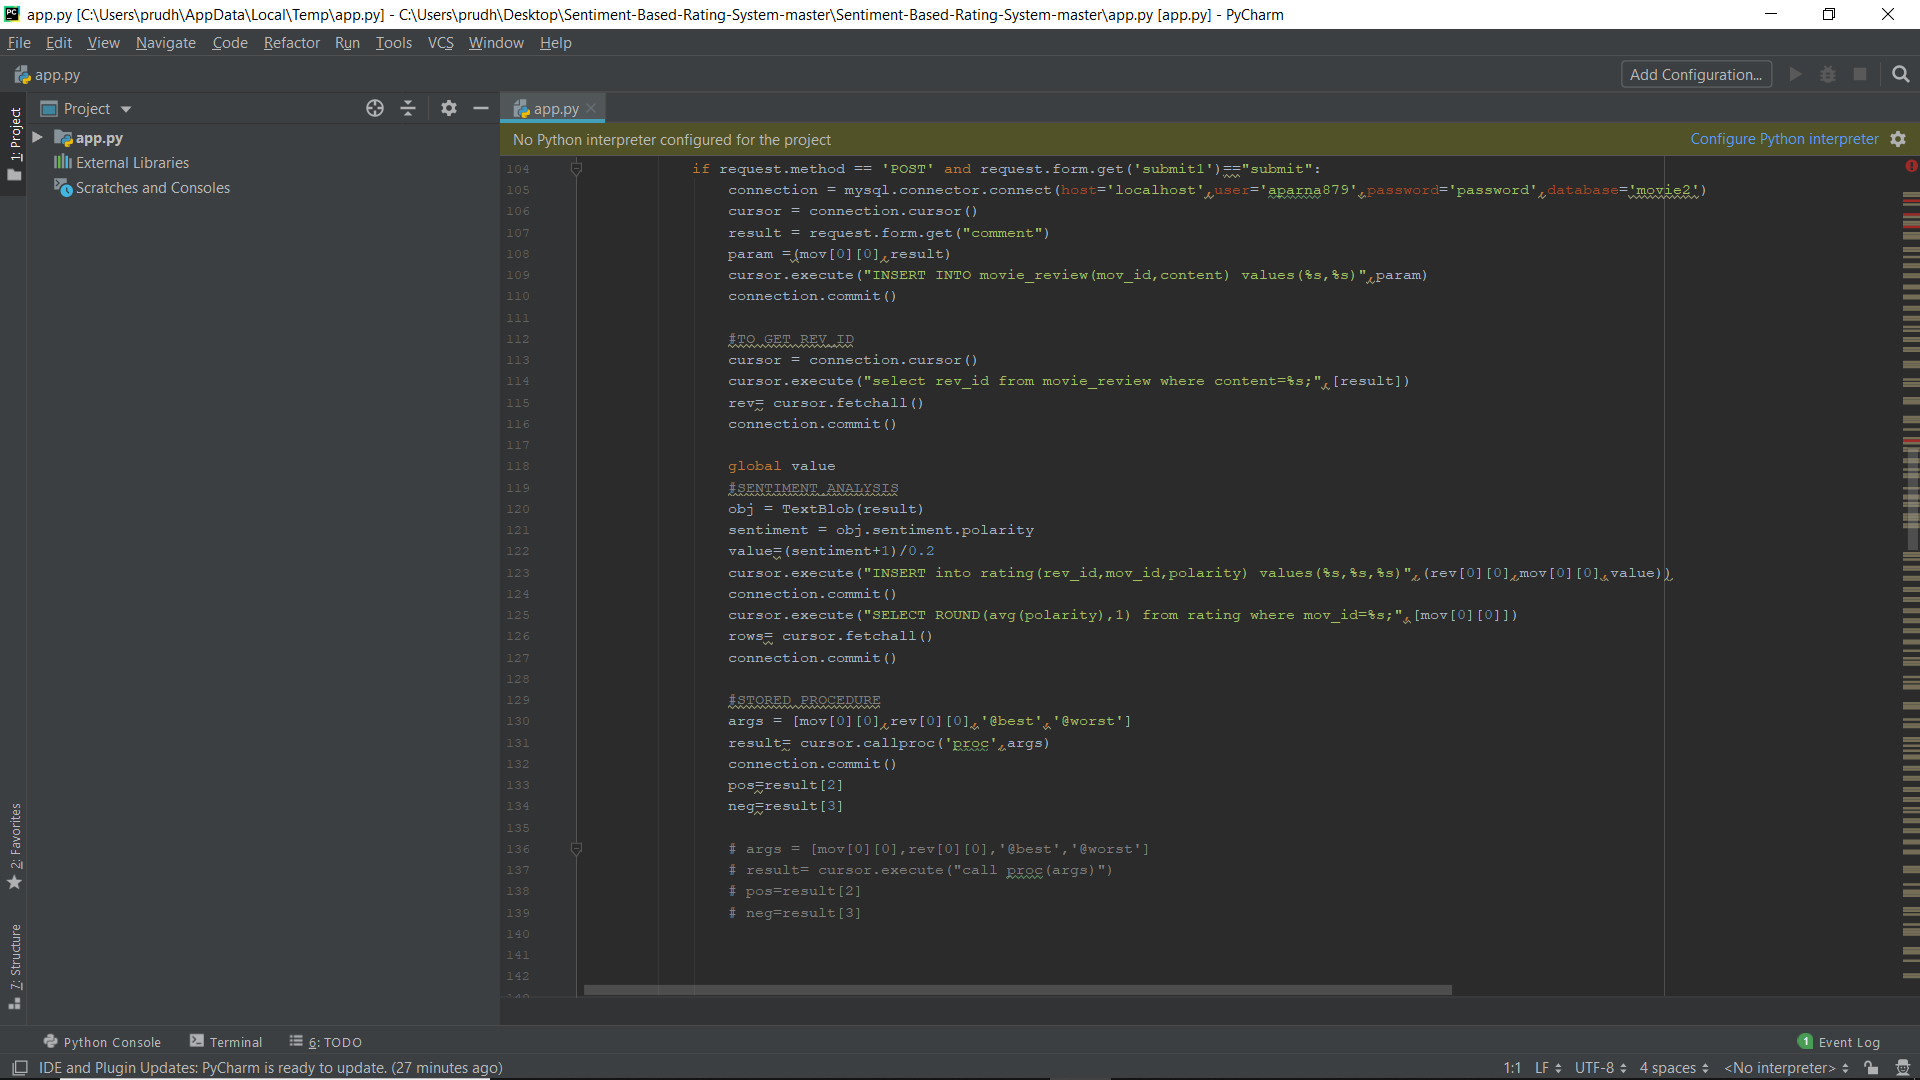 app.py [C:\Users\prudh\AppData\Local\Temp\app.py] - C:\Users\prudh\Desktop\Sentiment-Based-Rating-System-master\Sentiment-Based-Rating-System-master\app.py [app.py] - PyCharm
File Edit View Navigate Code Refactor Run Tools VCS Window Help
app.py
Add Configuration...
1: Project
Project
app.py
No Python interpreter configured for the project
Configure Python interpreter
app.py
External Libraries
Scratches and Consoles
104 if request.method == 'POST' and request.form.get('submit1')=="submit":
105 connection = mysql.connector.connect(host='localhost',user='aparna879',password='password',database='movie2')
106 cursor = connection.cursor()
107 result = request.form.get("comment")
108 param =(mov[0][0],result)
109 cursor.execute("INSERT INTO movie_review(mov_id,content) values(%s,%s)",param)
110 connection.commit()
111
112 #TO GET REV_ID
113 cursor = connection.cursor()
114 cursor.execute("select rev_id from movie_review where content=%s;",[result])
115 rev= cursor.fetchall()
116 connection.commit()
117
118 global value
119 #SENTIMENT ANALYSIS
120 obj = TextBlob(result)
121 sentiment = obj.sentiment.polarity
122 value=(sentiment+1)/0.2
123 cursor.execute("INSERT into rating(rev_id,mov_id,polarity) values(%s,%s,%s)",(rev[0][0],mov[0][0],value))
124 connection.commit()
125 cursor.execute("SELECT ROUND(avg(polarity),1) from rating where mov_id=%s;",[mov[0][0]])
126 rows= cursor.fetchall()
127 connection.commit()
128
129 #STORED PROCEDURE
130 args = [mov[0][0],rev[0][0],'@best','@worst']
131 result= cursor.callproc('proc',args)
132 connection.commit()
133 pos=result[2]
134 neg=result[3]
135
136 # args = [mov[0][0],rev[0][0],'@best','@worst']
137 # result= cursor.execute("call proc(args)")
138 # pos=result[2]
139 # neg=result[3]
140
141
142
2: Favorites
7: Structure
Python Console Terminal 6: TODO
1 Event Log
IDE and Plugin Updates: PyCharm is ready to update. (27 minutes ago)
1:1 LF UTF-8 4 spaces <No interpreter>